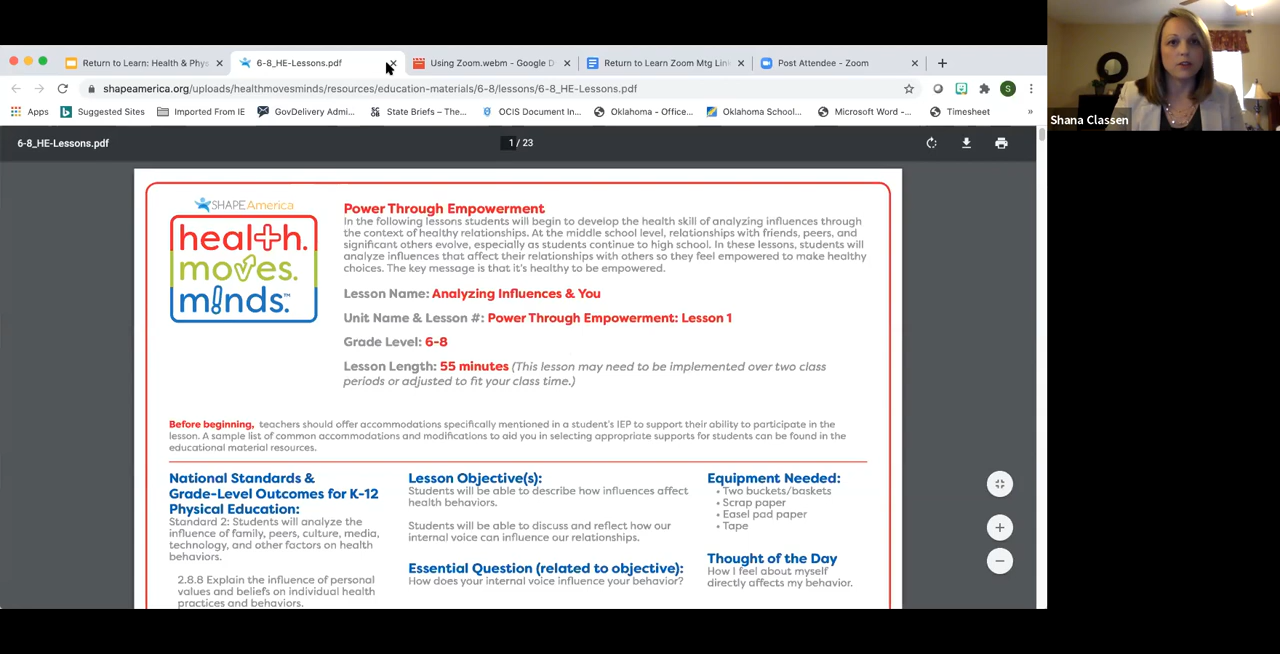 Return to Learn: Health & Phys
6-8_HE-Lessons.pdf
Using Zoom.webm - Google D
Return to Learn Zoom Mtg Lin
Post Attendee - Zoom
shapeamerica.org/uploads/healthmovesminds/resources/education-materials/6-8/lessons/6-8_HE-Lessons.pdf
S
Apps
Suggested Sites
Imported From IE
GovDelivery Admi...
State Briefs – The...
OCIS Document In...
Oklahoma - Office...
Oklahoma School...
Microsoft Word -...
Timesheet
»
Shana Classen
6-8_HE-Lessons.pdf
1 / 23
SHAPE America
health.
moves.
m!nds.™
Power Through Empowerment
In the following lessons students will begin to develop the health skill of analyzing influences through
the context of healthy relationships. At the middle school level, relationships with friends, peers, and
significant others evolve, especially as students continue to high school. In these lessons, students will
analyze influences that affect their relationships with others so they feel empowered to make healthy
choices. The key message is that it's healthy to be empowered.
Lesson Name: Analyzing Influences & You
Unit Name & Lesson #: Power Through Empowerment: Lesson 1
Grade Level: 6-8
Lesson Length: 55 minutes (This lesson may need to be implemented over two class
periods or adjusted to fit your class time.)
Before beginning, teachers should offer accommodations specifically mentioned in a student's IEP to support their ability to participate in the
lesson. A sample list of common accommodations and modifications to aid you in selecting appropriate supports for students can be found in the
educational material resources.
National Standards &
Grade-Level Outcomes for K-12
Physical Education:
Standard 2: Students will analyze the
influence of family, peers, culture, media,
technology, and other factors on health
behaviors.
2.8.8 Explain the influence of personal
values and beliefs on individual health
practices and behaviors.
Lesson Objective(s):
Students will be able to describe how influences affect
health behaviors.
Students will be able to discuss and reflect how our
internal voice can influence our relationships.
Essential Question (related to objective):
How does your internal voice influence your behavior?
Equipment Needed:
• Two buckets/baskets
• Scrap paper
• Easel pad paper
• Tape
Thought of the Day
How I feel about myself
directly affects my behavior.